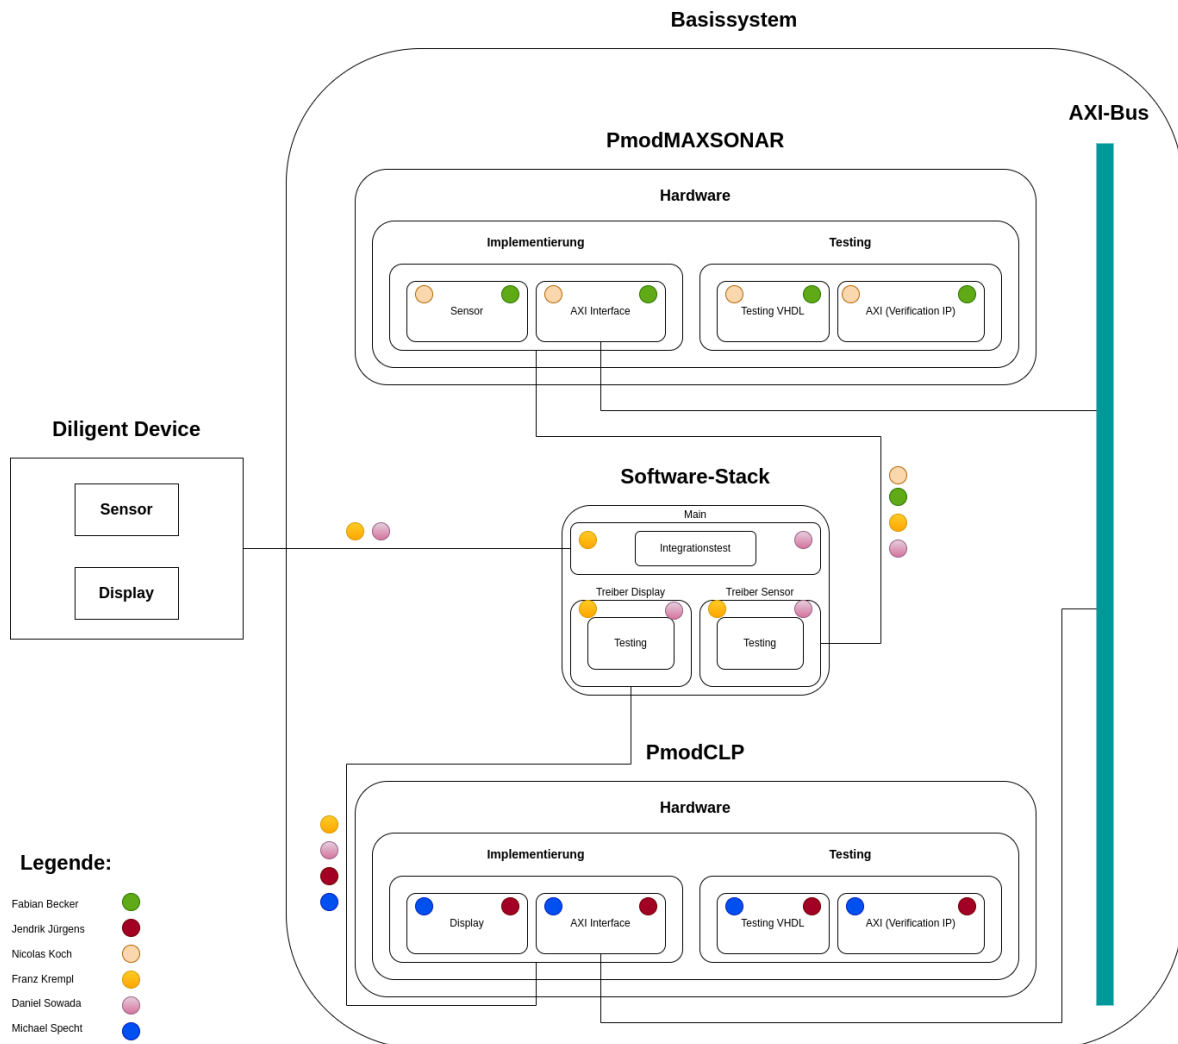 Basissystem
AXI-Bus
PmodMAXSONAR
Hardware
Implementierung
Testing
Sensor
AXI Interface
Testing VHDL
AXI (Verification IP)
Diligent Device
Sensor
Display
Software-Stack
Main
Integrationstest
Treiber Display
Treiber Sensor
Testing
Testing
PmodCLP
Hardware
Implementierung
Testing
Display
AXI Interface
Testing VHDL
AXI (Verification IP)
Legende:
Fabian Becker
Jendrik Jürgens
Nicolas Koch
Franz Krempl
Daniel Sowada
Michael Specht